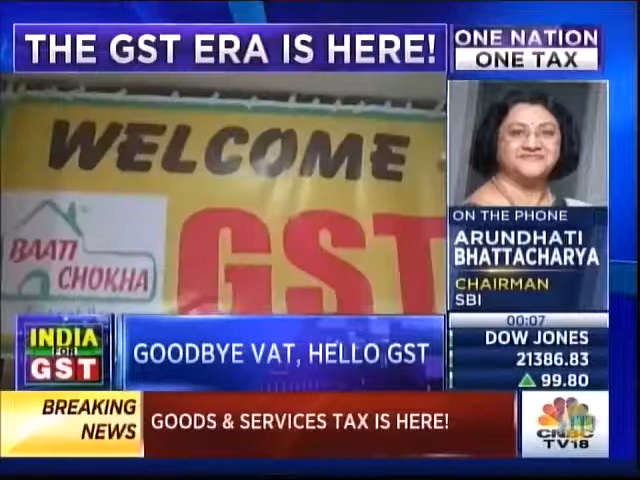 THE GST ERA IS HERE!
ONE NATION
ONE TAX
WELCOME
GST
BAATI
CHOKHA
ON THE PHONE
ARUNDHATI
BHATTACHARYA
CHAIRMAN
SBI
00:07
DOW JONES
21386.83
99.80
INDIA
FOR
GST
GOODBYE VAT, HELLO GST
BREAKING
NEWS
GOODS & SERVICES TAX IS HERE!
CNBC
TV18